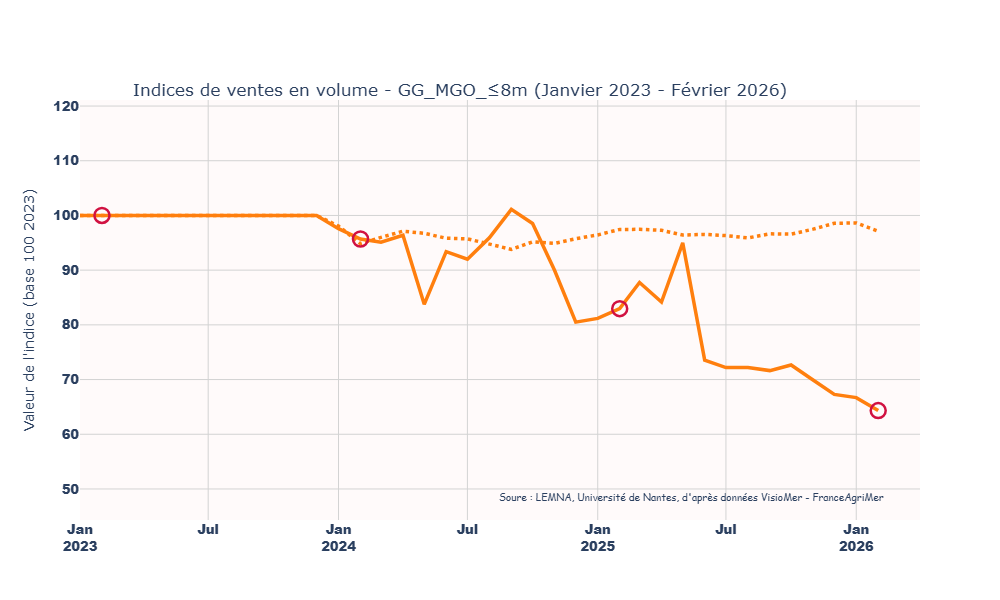 Indices de ventes en volume - GG_MGO_≤8m (Janvier 2023 - Février 2026)
Valeur de l'indice (base 100 2023)
120
110
100
90
80
70
60
50
Soure : LEMNA, Université de Nantes, d'après données VisioMer - FranceAgriMer
Jan
2023
Jul
Jan
2024
Jul
Jan
2025
Jul
Jan
2026